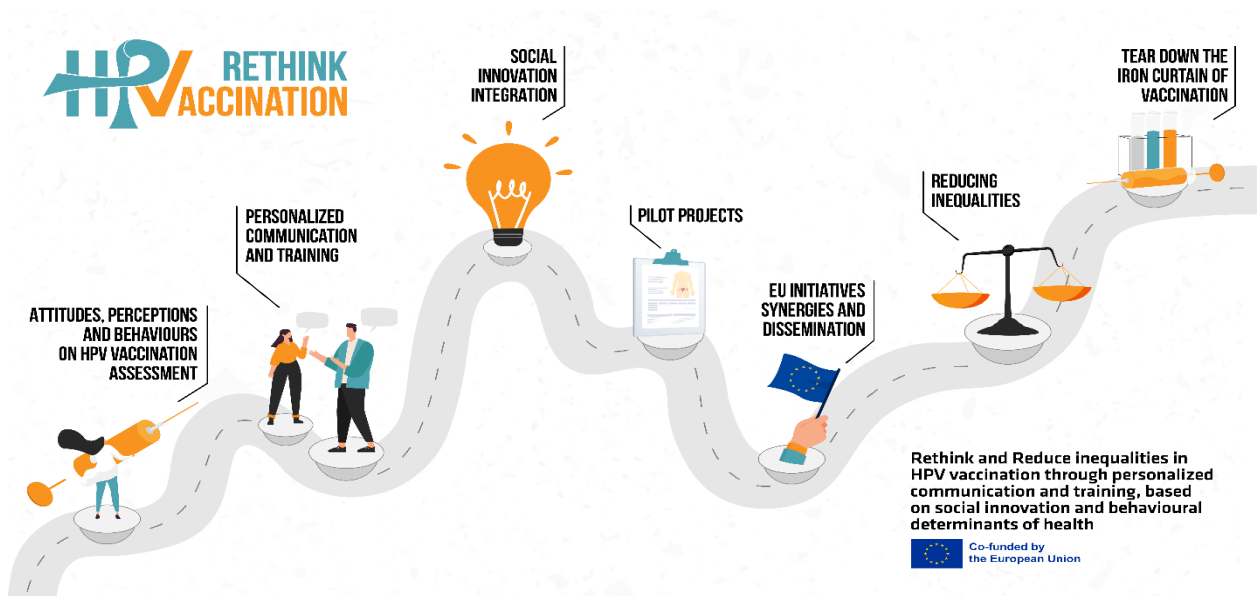 HPV RETHINK
VACCINATION
ATTITUDES, PERCEPTIONS
AND BEHAVIOURS
ON HPV VACCINATION
ASSESSMENT
PERSONALIZED
COMMUNICATION
AND TRAINING
SOCIAL
INNOVATION
INTEGRATION
PILOT PROJECTS
EU INITIATIVES
SYNERGIES AND
DISSEMINATION
REDUCING
INEQUALITIES
TEAR DOWN THE
IRON CURTAIN OF
VACCINATION
Rethink and Reduce inequalities in
HPV vaccination through personalized
communication and training, based
on social innovation and behavioural
determinants of health
Co-funded by
the European Union